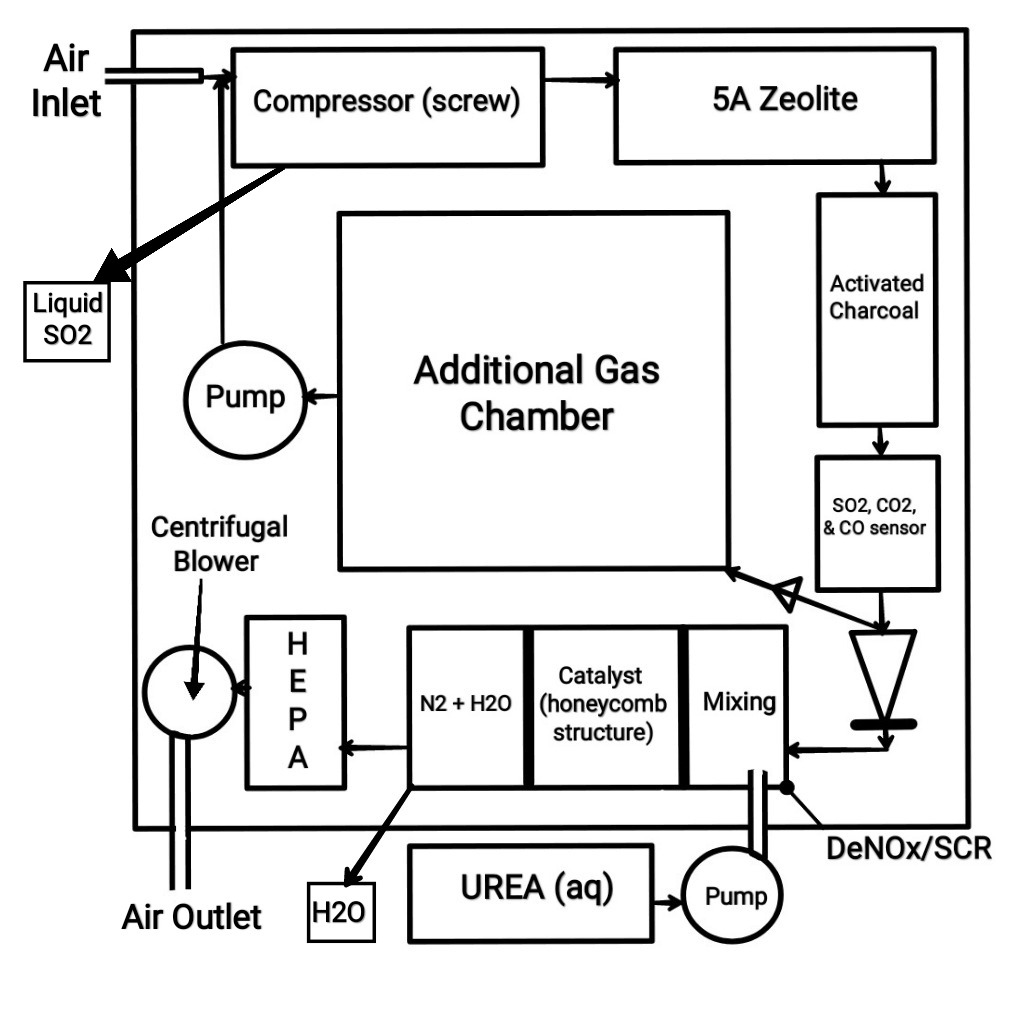 Air
Inlet
Compressor (screw)
5A Zeolite
Liquid
SO2
Activated
Charcoal
Additional Gas
Chamber
Pump
SO2, CO2,
& CO sensor
Centrifugal
Blower
H
E
P
A
N2 + H2O
Catalyst
(honeycomb
structure)
Mixing
DeNOx/SCR
Air Outlet
H2O
UREA (aq)
Pump